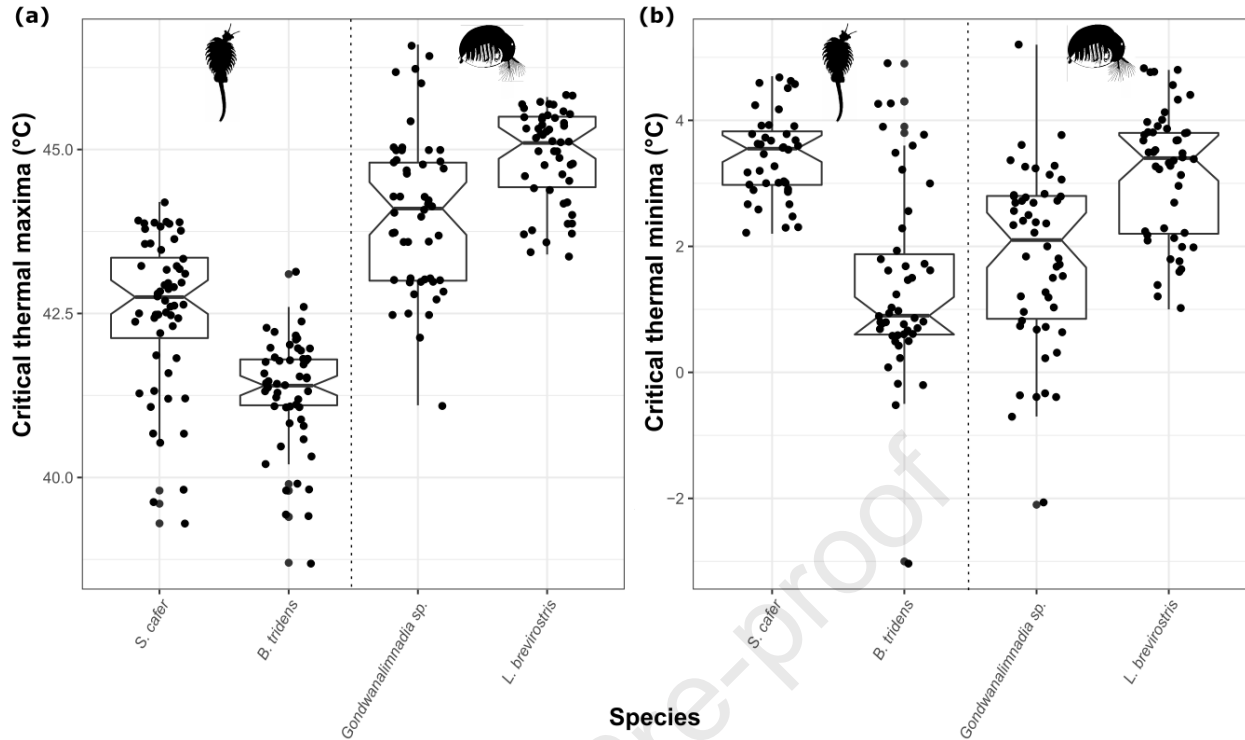 (a)
Critical thermal maxima (°C)
45.0
42.5
40.0
S. cafer
B. tridens
Gondwanalimnadia sp.
L. brevirostris
(b)
Critical thermal minima (°C)
4
2
0
−2
S. cafer
B. tridens
Gondwanalimnadia sp.
L. brevirostris
Species
re-proof